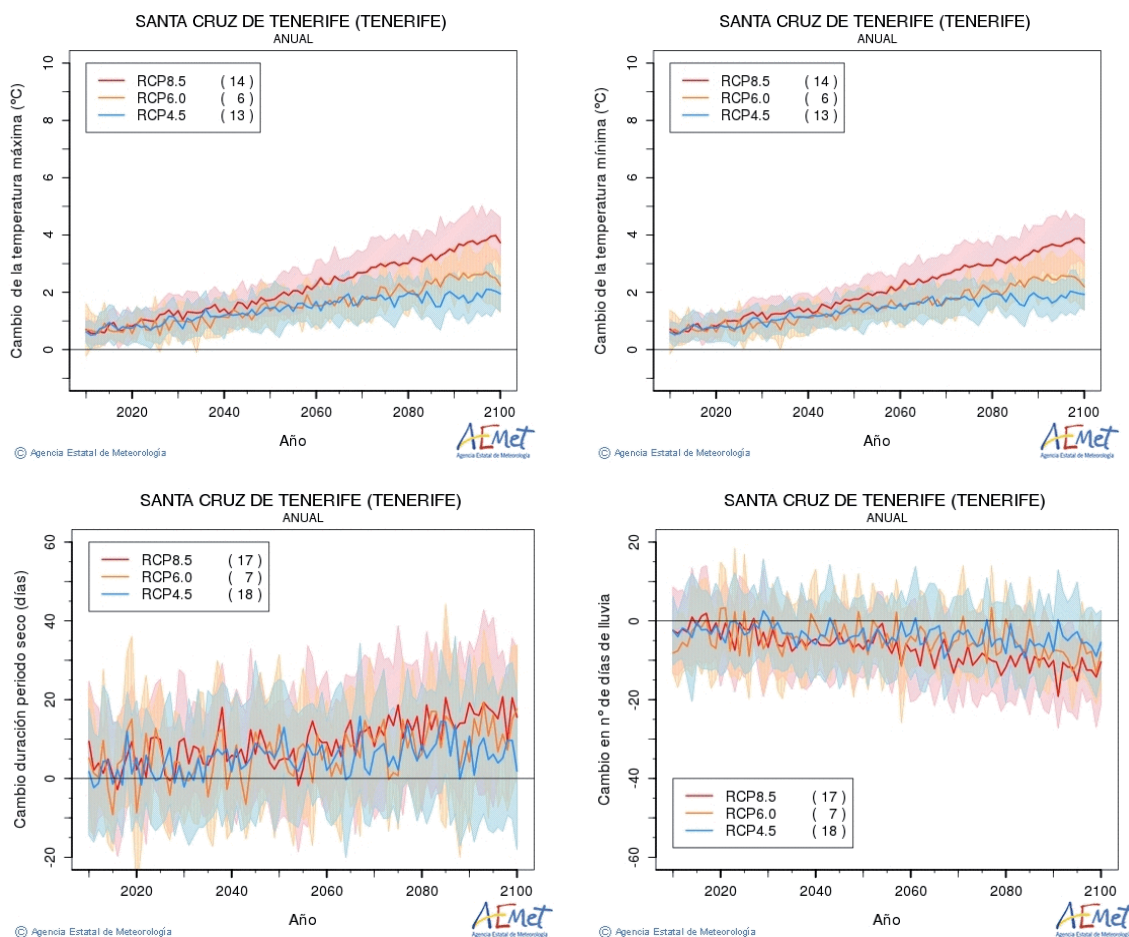 SANTA CRUZ DE TENERIFE (TENERIFE)
ANUAL
Cambio de la temperatura máxima (ºC)
10
8
6
4
2
0
RCP8.5 ( 14 )
RCP6.0 ( 6 )
RCP4.5 ( 13 )
2020 2040 2060 2080 2100
Año
© Agencia Estatal de Meteorología
AEMet
Agencia Estatal de Meteorología
SANTA CRUZ DE TENERIFE (TENERIFE)
ANUAL
Cambio de la temperatura mínima (ºC)
10
8
6
4
2
0
RCP8.5 ( 14 )
RCP6.0 ( 6 )
RCP4.5 ( 13 )
2020 2040 2060 2080 2100
Año
© Agencia Estatal de Meteorología
AEMet
Agencia Estatal de Meteorología
SANTA CRUZ DE TENERIFE (TENERIFE)
ANUAL
Cambio duración periodo seco (días)
60
40
20
0
-20
RCP8.5 ( 17 )
RCP6.0 ( 7 )
RCP4.5 ( 18 )
2020 2040 2060 2080 2100
Año
© Agencia Estatal de Meteorología
AEMet
Agencia Estatal de Meteorología
SANTA CRUZ DE TENERIFE (TENERIFE)
ANUAL
Cambio en nº de días de lluvia
20
0
-20
-40
-60
RCP8.5 ( 17 )
RCP6.0 ( 7 )
RCP4.5 ( 18 )
2020 2040 2060 2080 2100
Año
© Agencia Estatal de Meteorología
AEMet
Agencia Estatal de Meteorología